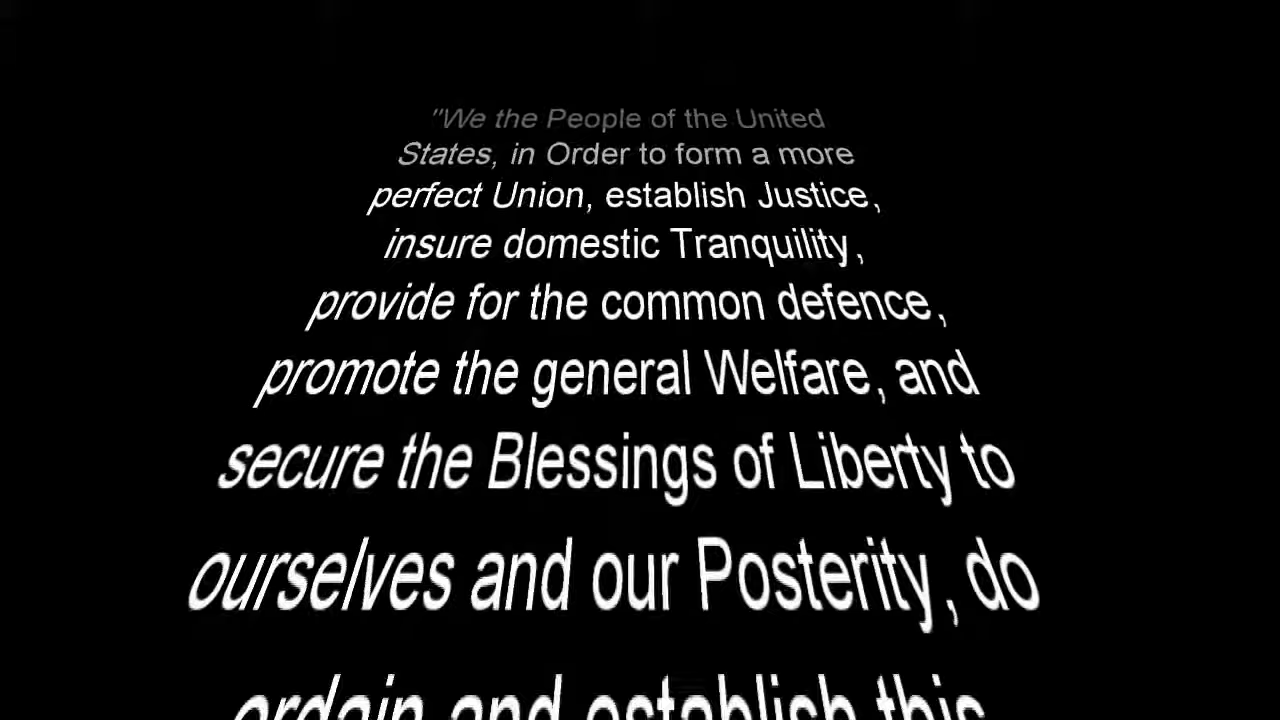 "We the People of the United
States, in Order to form a more
perfect Union, establish Justice,
insure domestic Tranquility,
provide for the common defence,
promote the general Welfare, and
secure the Blessings of Liberty to
ourselves and our Posterity, do
ordain and establish this